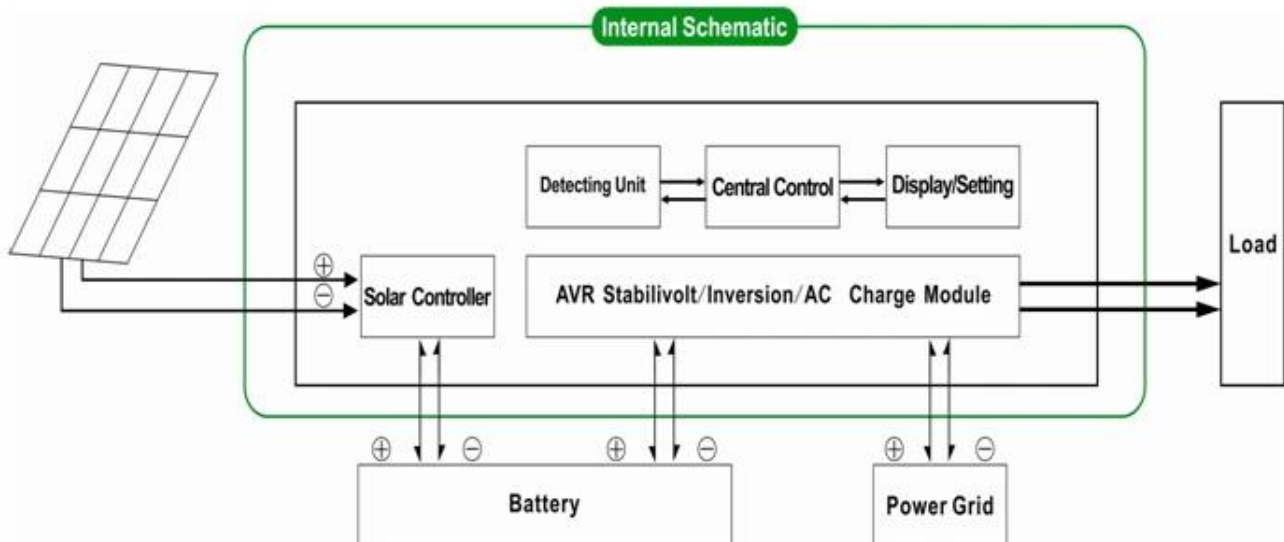 Internal Schematic
Detecting Unit
Central Control
Display/Setting
Load
⊕
⊖
Solar Controller
AVR Stabilivolt/Inversion/AC Charge Module
⊕ ⊖ ⊕ ⊖ ⊕ ⊖
Battery
Power Grid